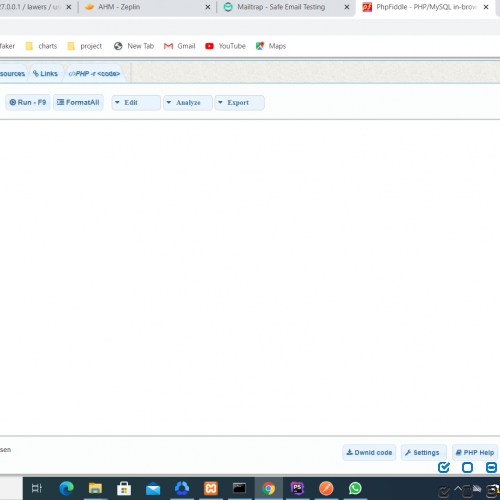 27.0.0.1 / lawers / us
AHM - Zeplin
Mailtrap - Safe Email Testing
PhpFiddle - PHP/MySQL in-brow
faker
charts
project
New Tab
Gmail
YouTube
Maps
sources
Links
PHP -r <code>
Run - F9
FormatAll
Edit
Analyze
Export
sen
Dwnld code
Settings
PHP Help